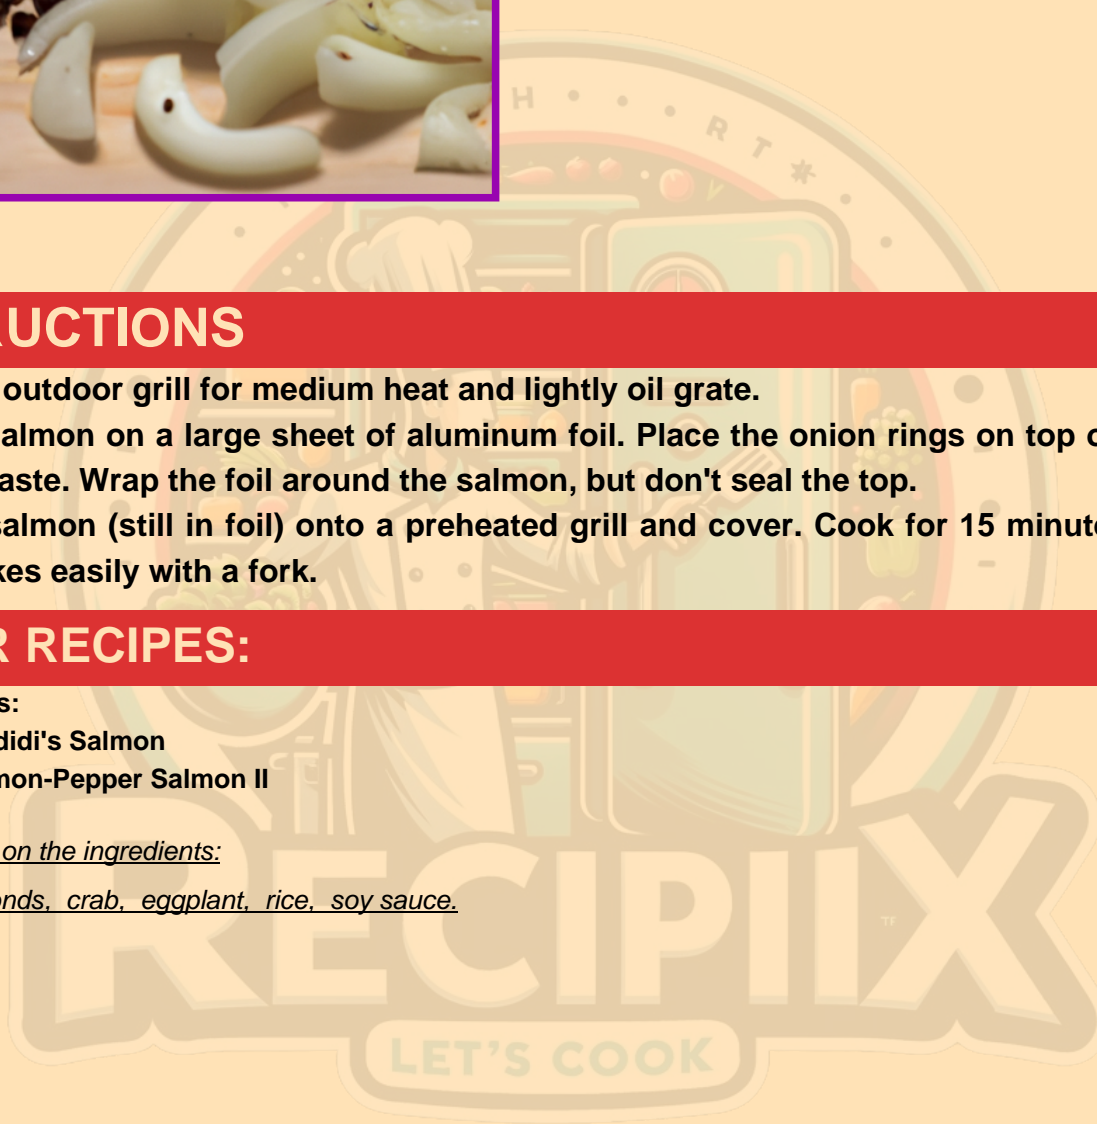 H • • • • R T #
RUCTIONS
outdoor grill for medium heat and lightly oil grate.
almon on a large sheet of aluminum foil. Place the onion rings on top o
aste. Wrap the foil around the salmon, but don't seal the top.
salmon (still in foil) onto a preheated grill and cover. Cook for 15 minute
kes easily with a fork.
R RECIPES:
s:
didi's Salmon
mon-Pepper Salmon II
on the ingredients:
onds, crab, eggplant, rice, soy sauce.
RECIPIIX
TM
LET'S COOK